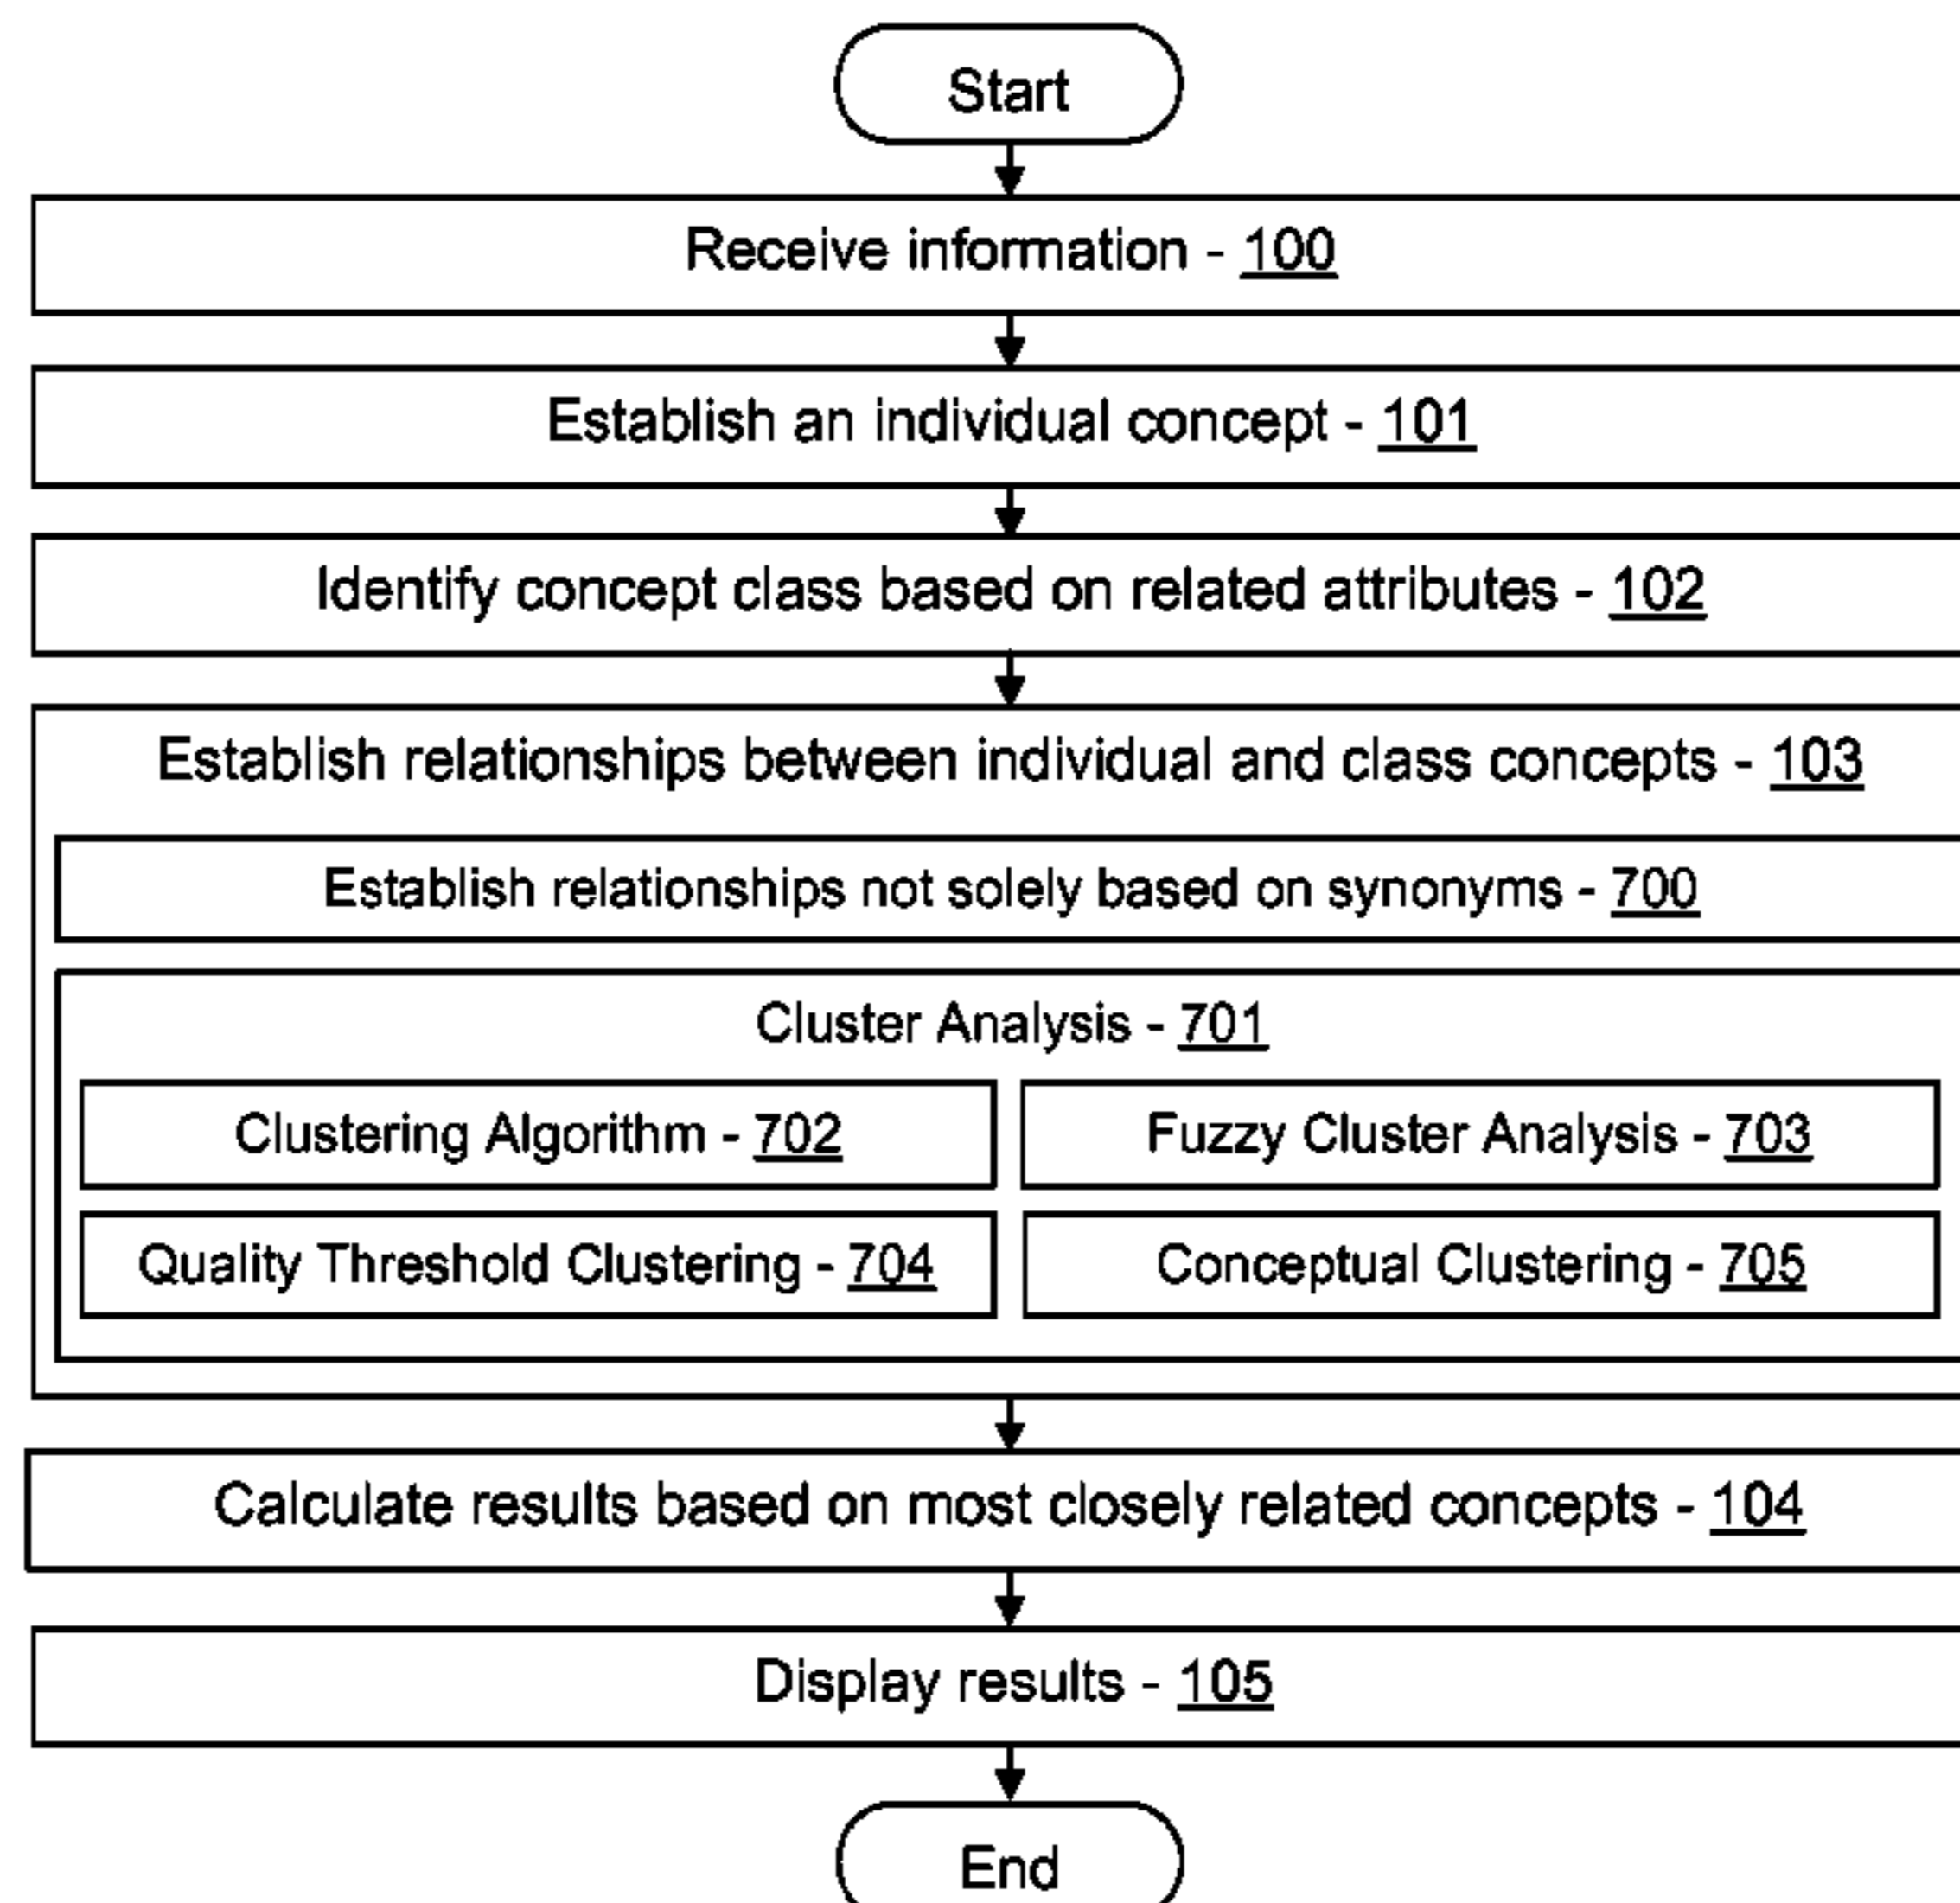 Start
Receive information - 100
Establish an individual concept - 101
Identify concept class based on related attributes - 102
Establish relationships between individual and class concepts - 103
Establish relationships not solely based on synonyms - 700
Cluster Analysis - 701
Clustering Algorithm - 702
Fuzzy Cluster Analysis - 703
Quality Threshold Clustering - 704
Conceptual Clustering - 705
Calculate results based on most closely related concepts - 104
Display results - 105
End